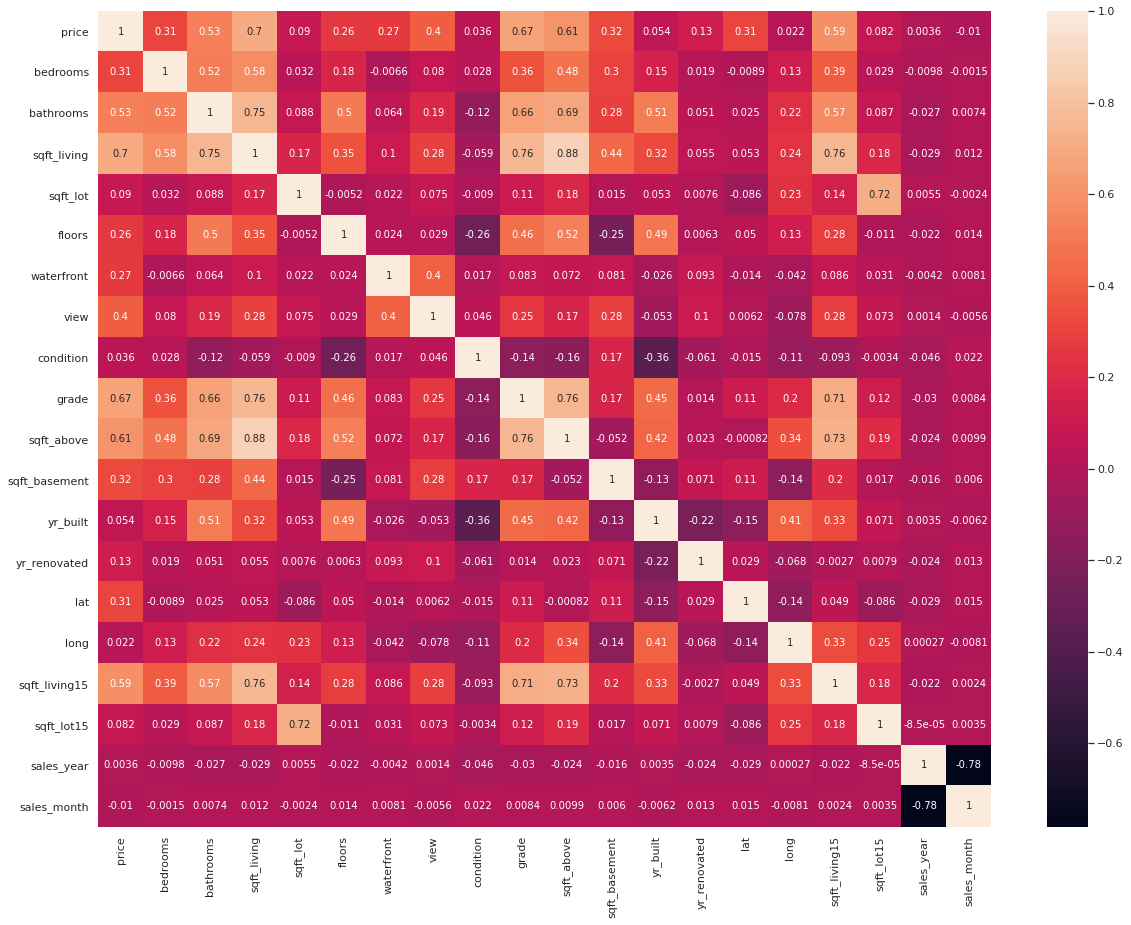 price 1 0.31 0.53 0.7 0.09 0.26 0.27 0.4 0.036 0.67 0.61 0.32 0.054 0.13 0.31 0.022 0.59 0.082 0.0036 -0.01
bedrooms 0.31 1 0.52 0.58 0.032 0.18 -0.0066 0.08 0.028 0.36 0.48 0.3 0.15 0.019 -0.0089 0.13 0.39 0.029 -0.0098 -0.0015
bathrooms 0.53 0.52 1 0.75 0.088 0.5 0.064 0.19 -0.12 0.66 0.69 0.28 0.51 0.051 0.025 0.22 0.57 0.087 -0.027 0.0074
sqft_living 0.7 0.58 0.75 1 0.17 0.35 0.1 0.28 -0.059 0.76 0.88 0.44 0.32 0.055 0.053 0.24 0.76 0.18 -0.029 0.012
sqft_lot 0.09 0.032 0.088 0.17 1 -0.0052 0.022 0.075 -0.009 0.11 0.18 0.015 0.053 0.0076 -0.086 0.23 0.14 0.72 0.0055 -0.0024
floors 0.26 0.18 0.5 0.35 -0.0052 1 0.024 0.029 -0.26 0.46 0.52 -0.25 0.49 0.0063 0.05 0.13 0.28 -0.011 -0.022 0.014
waterfront 0.27 -0.0066 0.064 0.1 0.022 0.024 1 0.4 0.017 0.083 0.072 0.081 -0.026 0.093 -0.014 -0.042 0.086 0.031 -0.0042 0.0081
view 0.4 0.08 0.19 0.28 0.075 0.029 0.4 1 0.046 0.25 0.17 0.28 -0.053 0.1 0.0062 -0.078 0.28 0.073 0.0014 -0.0056
condition 0.036 0.028 -0.12 -0.059 -0.009 -0.26 0.017 0.046 1 -0.14 -0.16 0.17 -0.36 -0.061 -0.015 -0.11 -0.093 -0.0034 -0.046 0.022
grade 0.67 0.36 0.66 0.76 0.11 0.46 0.083 0.25 -0.14 1 0.76 0.17 0.45 0.014 0.11 0.2 0.71 0.12 -0.03 0.0084
sqft_above 0.61 0.48 0.69 0.88 0.18 0.52 0.072 0.17 -0.16 0.76 1 -0.052 0.42 0.023 -0.00082 0.34 0.73 0.19 -0.024 0.0099
sqft_basement 0.32 0.3 0.28 0.44 0.015 -0.25 0.081 0.28 0.17 0.17 -0.052 1 -0.13 0.071 0.11 -0.14 0.2 0.017 -0.016 0.006
yr_built 0.054 0.15 0.51 0.32 0.053 0.49 -0.026 -0.053 -0.36 0.45 0.42 -0.13 1 -0.22 -0.15 0.41 0.33 0.071 0.0035 -0.0062
yr_renovated 0.13 0.019 0.051 0.055 0.0076 0.0063 0.093 0.1 -0.061 0.014 0.023 0.071 -0.22 1 0.029 -0.068 -0.0027 0.0079 -0.024 0.013
lat 0.31 -0.0089 0.025 0.053 -0.086 0.05 -0.014 0.0062 -0.015 0.11 -0.00082 0.11 -0.15 0.029 1 -0.14 0.049 -0.086 -0.029 0.015
long 0.022 0.13 0.22 0.24 0.23 0.13 -0.042 -0.078 -0.11 0.2 0.34 -0.14 0.41 -0.068 -0.14 1 0.33 0.25 0.00027 -0.0081
sqft_living15 0.59 0.39 0.57 0.76 0.14 0.28 0.086 0.28 -0.093 0.71 0.73 0.2 0.33 -0.0027 0.049 0.33 1 0.18 -0.022 0.0024
sqft_lot15 0.082 0.029 0.087 0.18 0.72 -0.011 0.031 0.073 -0.0034 0.12 0.19 0.017 0.071 0.0079 -0.086 0.25 0.18 1 -8.5e-05 0.0035
sales_year 0.0036 -0.0098 -0.027 -0.029 0.0055 -0.022 -0.0042 0.0014 -0.046 -0.03 -0.024 -0.016 0.0035 -0.024 -0.029 0.00027 -0.022 -8.5e-05 1 -0.78
sales_month -0.01 -0.0015 0.0074 0.012 -0.0024 0.014 0.0081 -0.0056 0.022 0.0084 0.0099 0.006 -0.0062 0.013 0.015 -0.0081 0.0024 0.0035 -0.78 1
price
bedrooms
bathrooms
sqft_living
sqft_lot
floors
waterfront
view
condition
grade
sqft_above
sqft_basement
yr_built
yr_renovated
lat
long
sqft_living15
sqft_lot15
sales_year
sales_month
1.0
0.8
0.6
0.4
0.2
0.0
−0.2
−0.4
−0.6